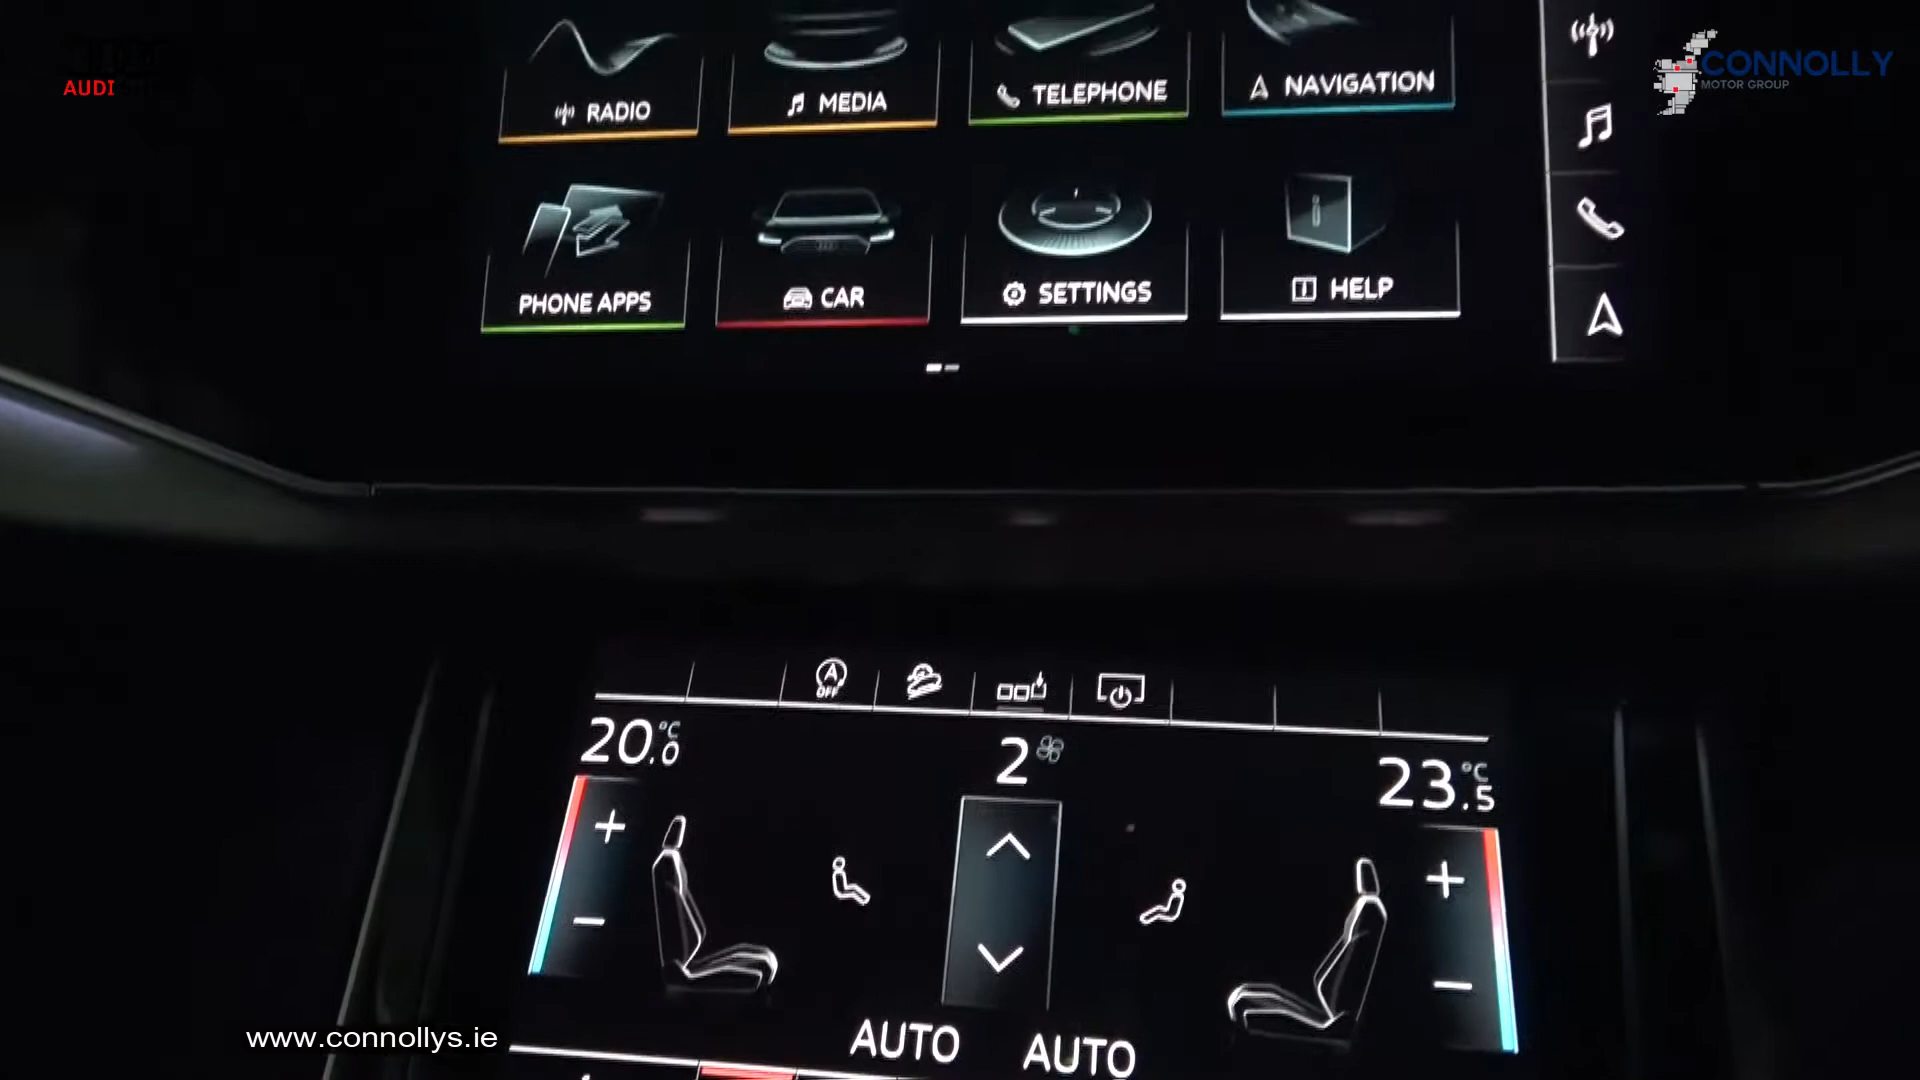 AUDI
CONNOLLY
MOTOR GROUP
RADIO
MEDIA
TELEPHONE
NAVIGATION
PHONE APPS
CAR
SETTINGS
HELP
A
OFF
20.0 °C
2
23.5 °C
AUTO
AUTO
www.connollys.ie